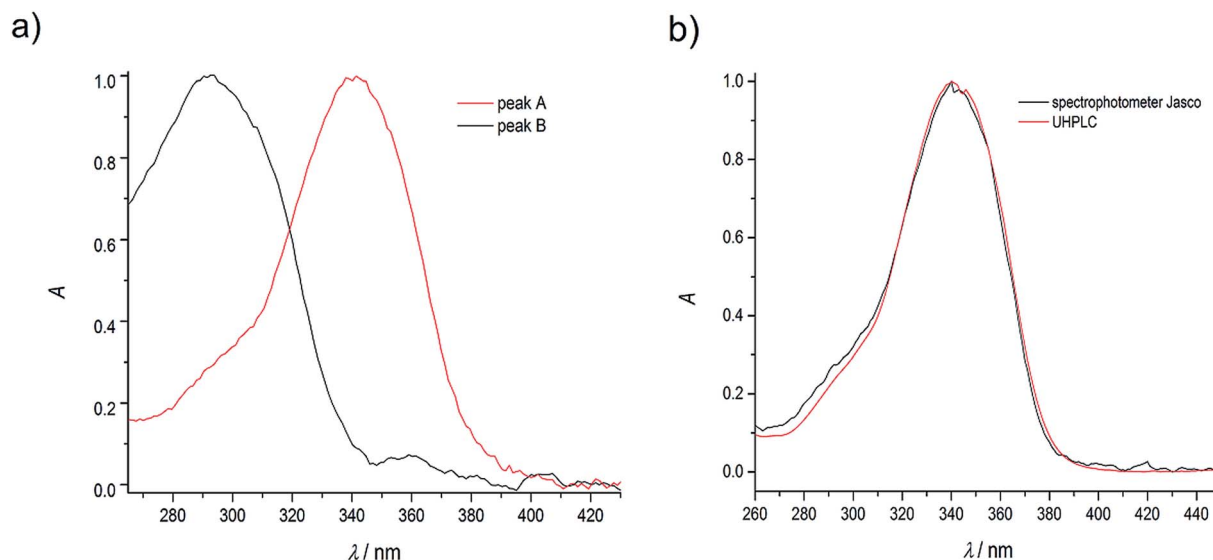 a)
1.0
0.8
0.6
0.4
0.2
0.0
A
280 300 320 340 360 380 400 420
λ / nm
peak A
peak B
b)
1.0
0.8
0.6
0.4
0.2
0.0
A
260 280 300 320 340 360 380 400 420 440
λ / nm
spectrophotometer Jasco
UHPLC